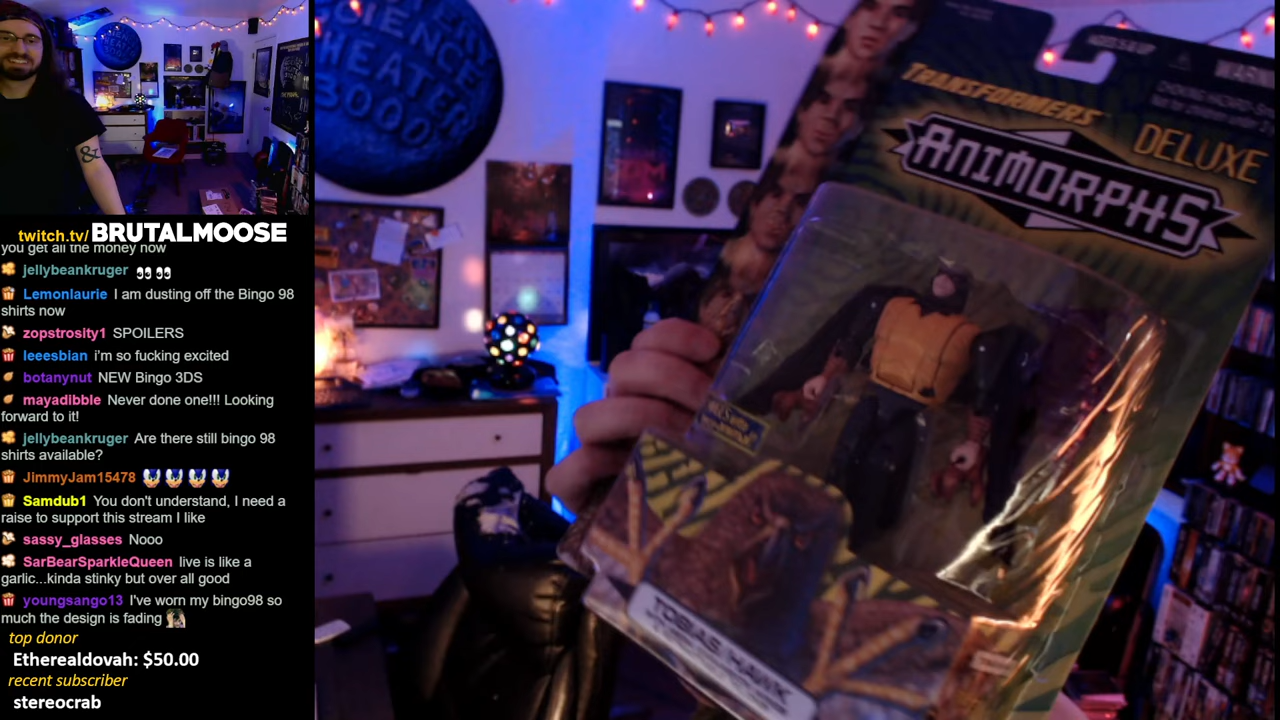 twitch.tv/BRUTALMOOSE
you get all the money now
jellybeankruger
Lemonlaurie I am dusting off the Bingo 98
shirts now
zopstrosity1 SPOILERS
leeesbian i'm so fucking excited
botanynut NEW Bingo 3DS
mayadibble Never done one!!! Looking
forward to it!
jellybeankruger Are there still bingo 98
shirts available?
JimmyJam15478
Samdub1 You don't understand, I need a
raise to support this stream I like
sassy_glasses Nooo
SarBearSparkleQueen live is like a
garlic...kinda stinky but over all good
youngsango13 I've worn my bingo98 so
much the design is fading
top donor
Etherealdovah: $50.00
recent subscriber
stereocrab
&
MYSTERY
SCIENCE
THEATER
3000
TRANSFORMERS
DELUXE
ANIMORPHS
TOBIAS/HAWK